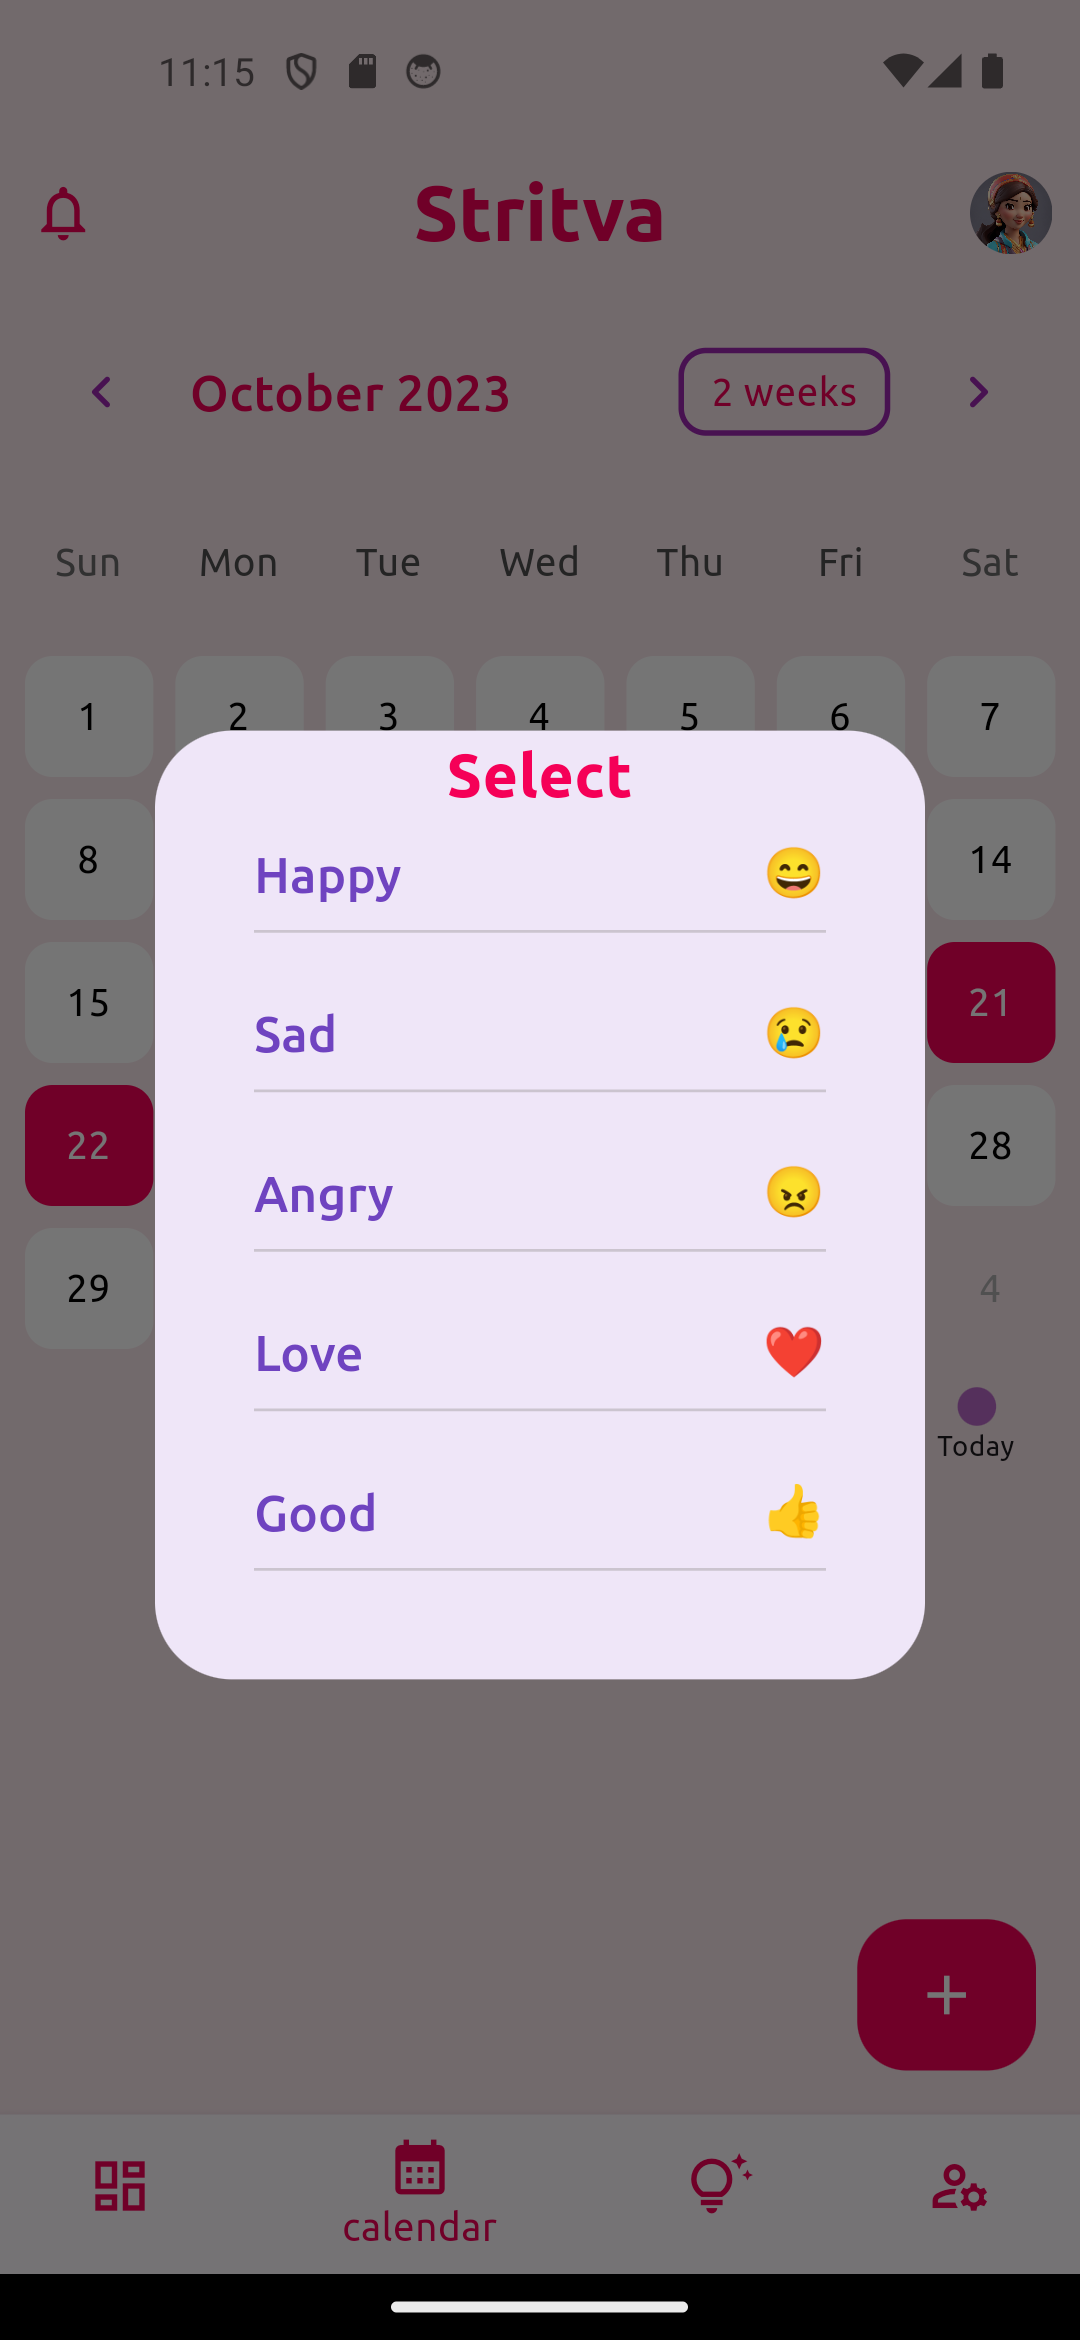 11:15
Stritva
October 2023 2 weeks
Sun Mon Tue Wed Thu Fri Sat
1 2 3 4 5 6 7
Select
8 14
Happy 😄
15 21
Sad 😢
22 28
Angry 😠
29 4
Love ❤️
Today
Good 👍
+
calendar